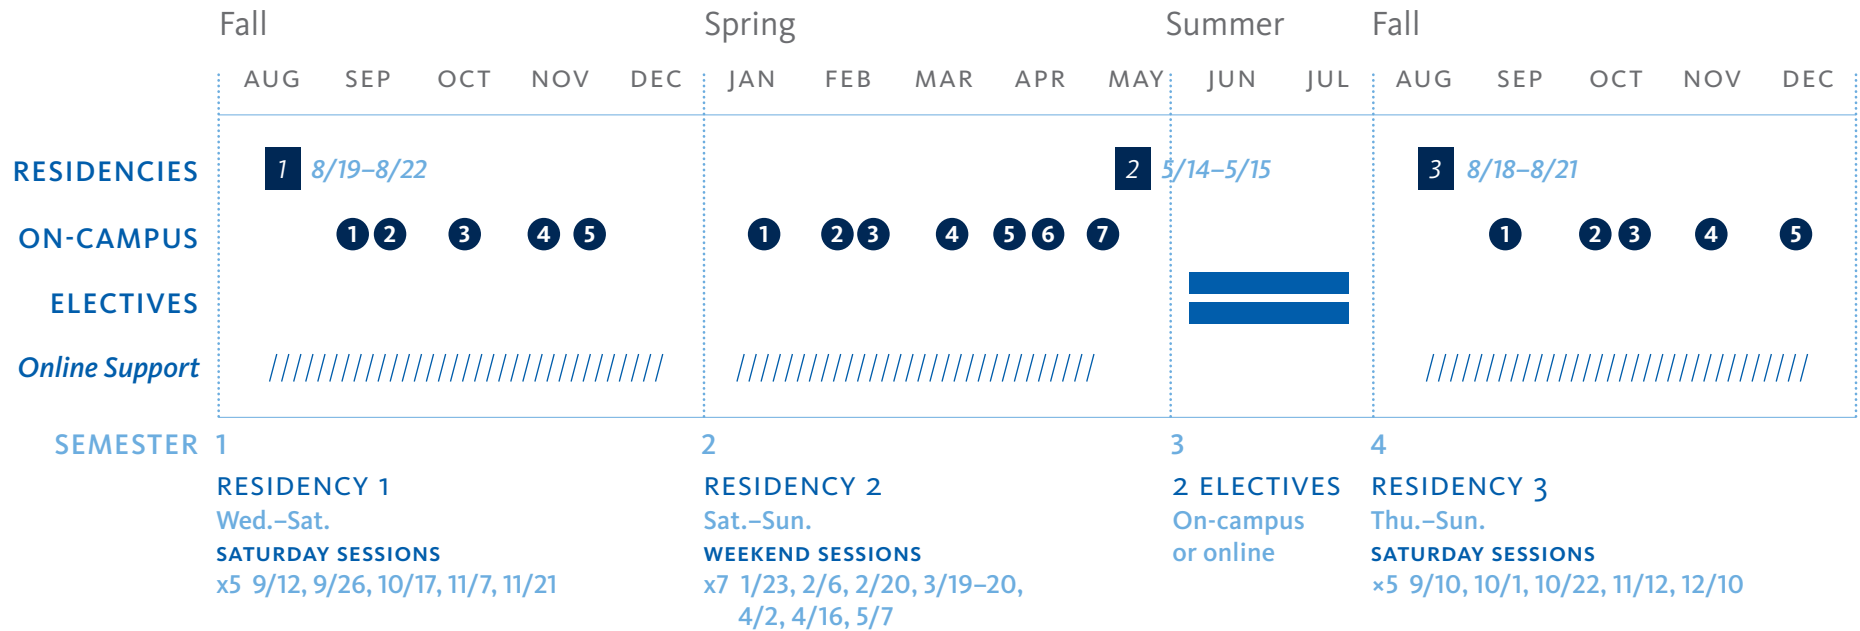 Fall Spring Summer Fall
AUG SEP OCT NOV DEC JAN FEB MAR APR MAY JUN JUL AUG SEP OCT NOV DEC
RESIDENCIES 1 8/19–8/22 2 5/14–5/15 3 8/18–8/21
ON-CAMPUS 1 2 3 4 5 1 2 3 4 5 6 7 1 2 3 4 5
ELECTIVES
Online Support
SEMESTER 1 2 3 4
RESIDENCY 1 RESIDENCY 2 2 ELECTIVES RESIDENCY 3
Wed.–Sat. Sat.–Sun. On-campus Thu.–Sun.
SATURDAY SESSIONS WEEKEND SESSIONS or online SATURDAY SESSIONS
x5 9/12, 9/26, 10/17, 11/7, 11/21 x7 1/23, 2/6, 2/20, 3/19–20, ×5 9/10, 10/1, 10/22, 11/12, 12/10
4/2, 4/16, 5/7